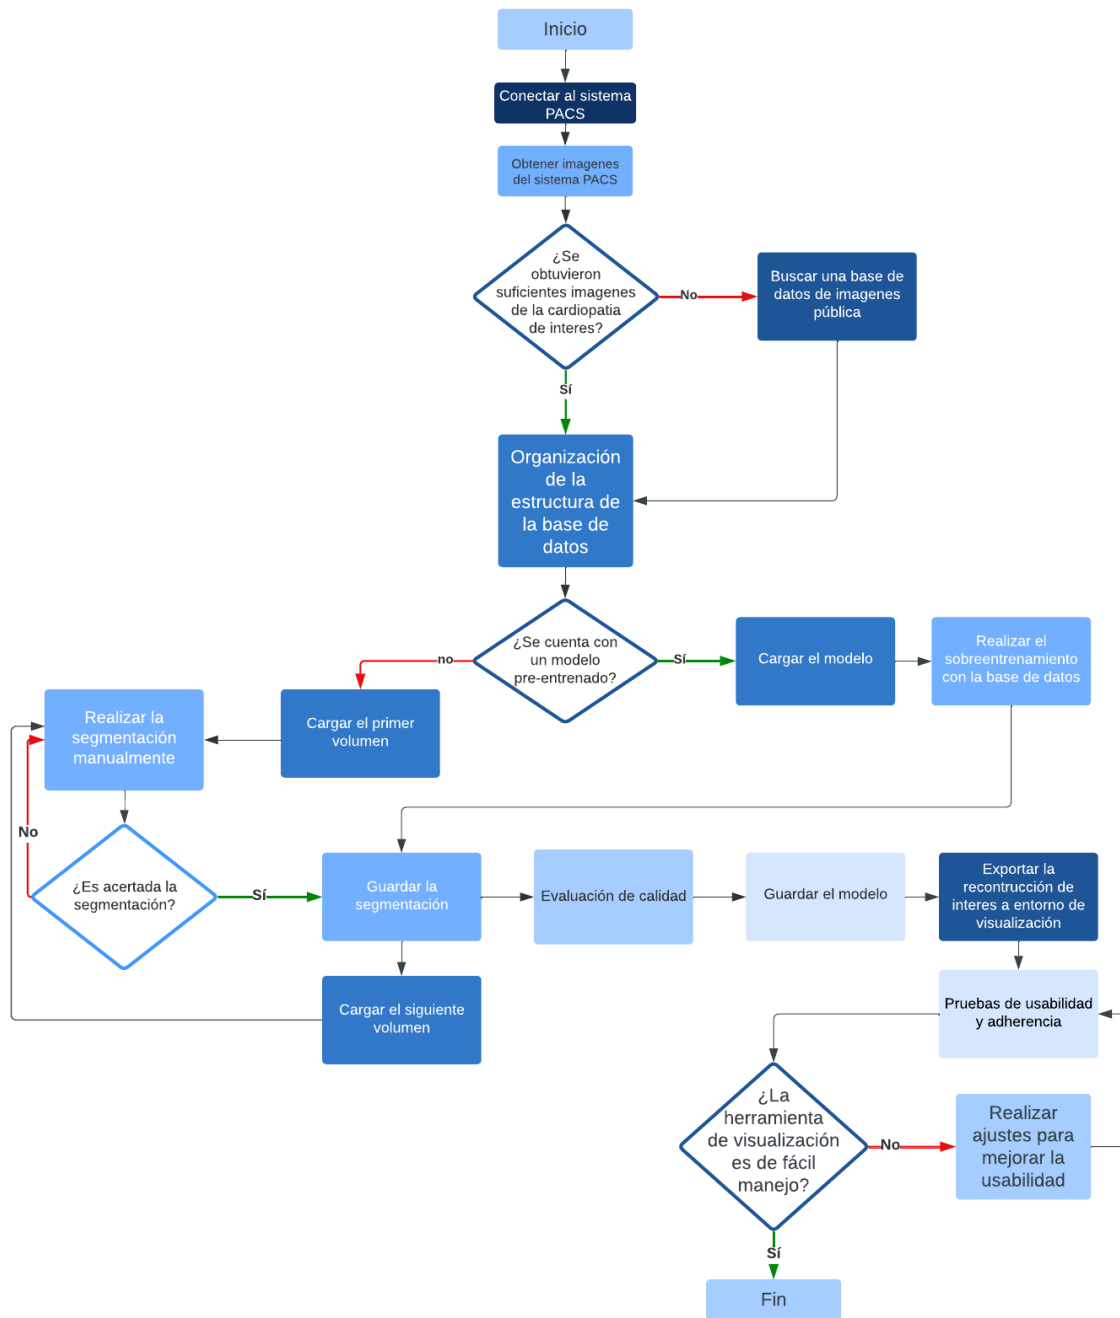 Inicio
Conectar al sistema
PACS
Obtener imagenes
del sistema PACS
¿Se
obtuvieron
suficientes imagenes
de la cardiopatia
de interes?
No
Buscar una base de
datos de imagenes
pública
Sí
Organización
de la
estructura de
la base de
datos
¿Se cuenta con
un modelo
pre-entrenado?
no
Sí
Cargar el modelo
Realizar el
sobreentrenamiento
con la base de datos
Cargar el primer
volumen
Realizar la
segmentación
manualmente
No
¿Es acertada la
segmentación?
Sí
Guardar la
segmentación
Evaluación de calidad
Guardar el modelo
Exportar la
recontrucción de
interes a entorno de
visualización
Cargar el siguiente
volumen
Pruebas de usabilidad
y adherencia
¿La
herramienta
de visualización
es de fácil
manejo?
No
Realizar
ajustes para
mejorar la
usabilidad
Sí
Fin